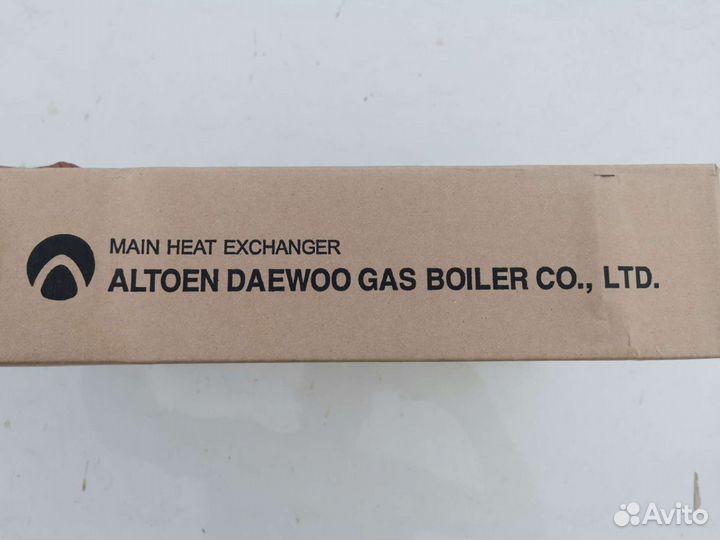 MAIN HEAT EXCHANGER
ALTOEN DAEWOO GAS BOILER CO., LTD.
Avito